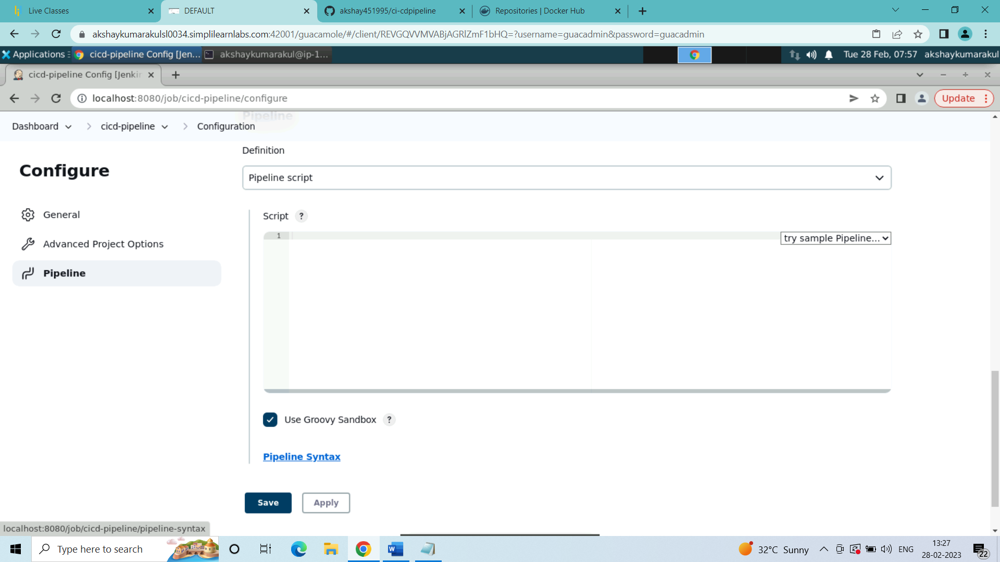 Live Classes
DEFAULT
akshay451995/ci-cdpipeline
Repositories | Docker Hub
akshaykumarakulsl0034.simplilearnlabs.com:42001/guacamole/#/client/REVGQVVMVABjAGRlZmF1bHQ=?username=guacadmin&password=guacadmin
Applications
cicd-pipeline Config [Jen...
akshaykumarakul@ip-1...
Tue 28 Feb, 07:57
akshaykumarakul
cicd-pipeline Config [Jenkin
localhost:8080/job/cicd-pipeline/configure
Update
Pipeline
Dashboard
cicd-pipeline
Configuration
Configure
General
Advanced Project Options
Pipeline
Definition
Pipeline script
Script ?
1
try sample Pipeline...
Use Groovy Sandbox ?
Pipeline Syntax
Save
Apply
localhost:8080/job/cicd-pipeline/pipeline-syntax
Type here to search
32°C Sunny
ENG
13:27
28-02-2023
22